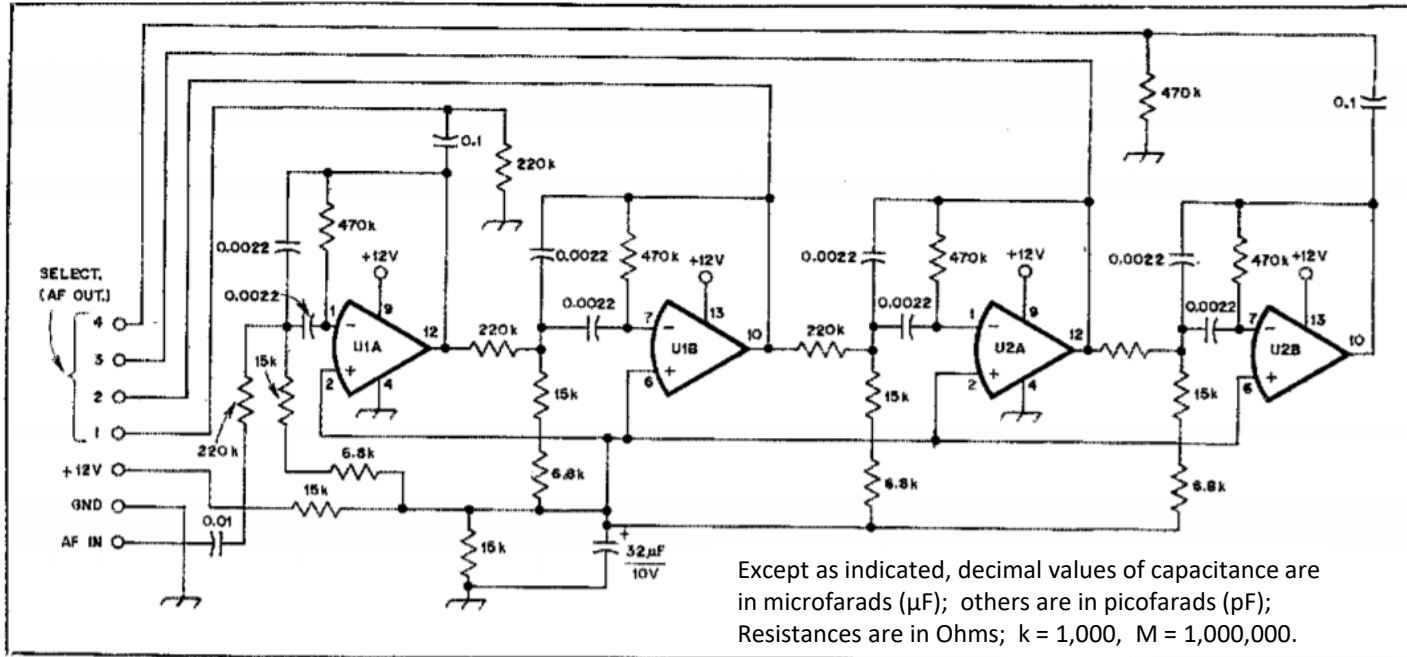 470k
0.1
0.1
220k
470k
0.0022
+12V
470k
0.0022
+12V
470k
0.0022
+12V
470k
0.0022
+12V
SELECT.
(AF OUT.)
4
3
2
1
0.0022
1
9
12
U1A
2
4
220k
0.0022
7
13
10
U1B
6
220k
0.0022
1
9
12
U2A
2
4
0.0022
7
13
10
U2B
6
15k
220k
15k
15k
15k
+12V
6.8k
15k
6.8k
6.8k
6.8k
GND
AF IN
0.01
15k
+
32µF
10V
Except as indicated, decimal values of capacitance are
in microfarads (µF); others are in picofarads (pF);
Resistances are in Ohms; k = 1,000, M = 1,000,000.